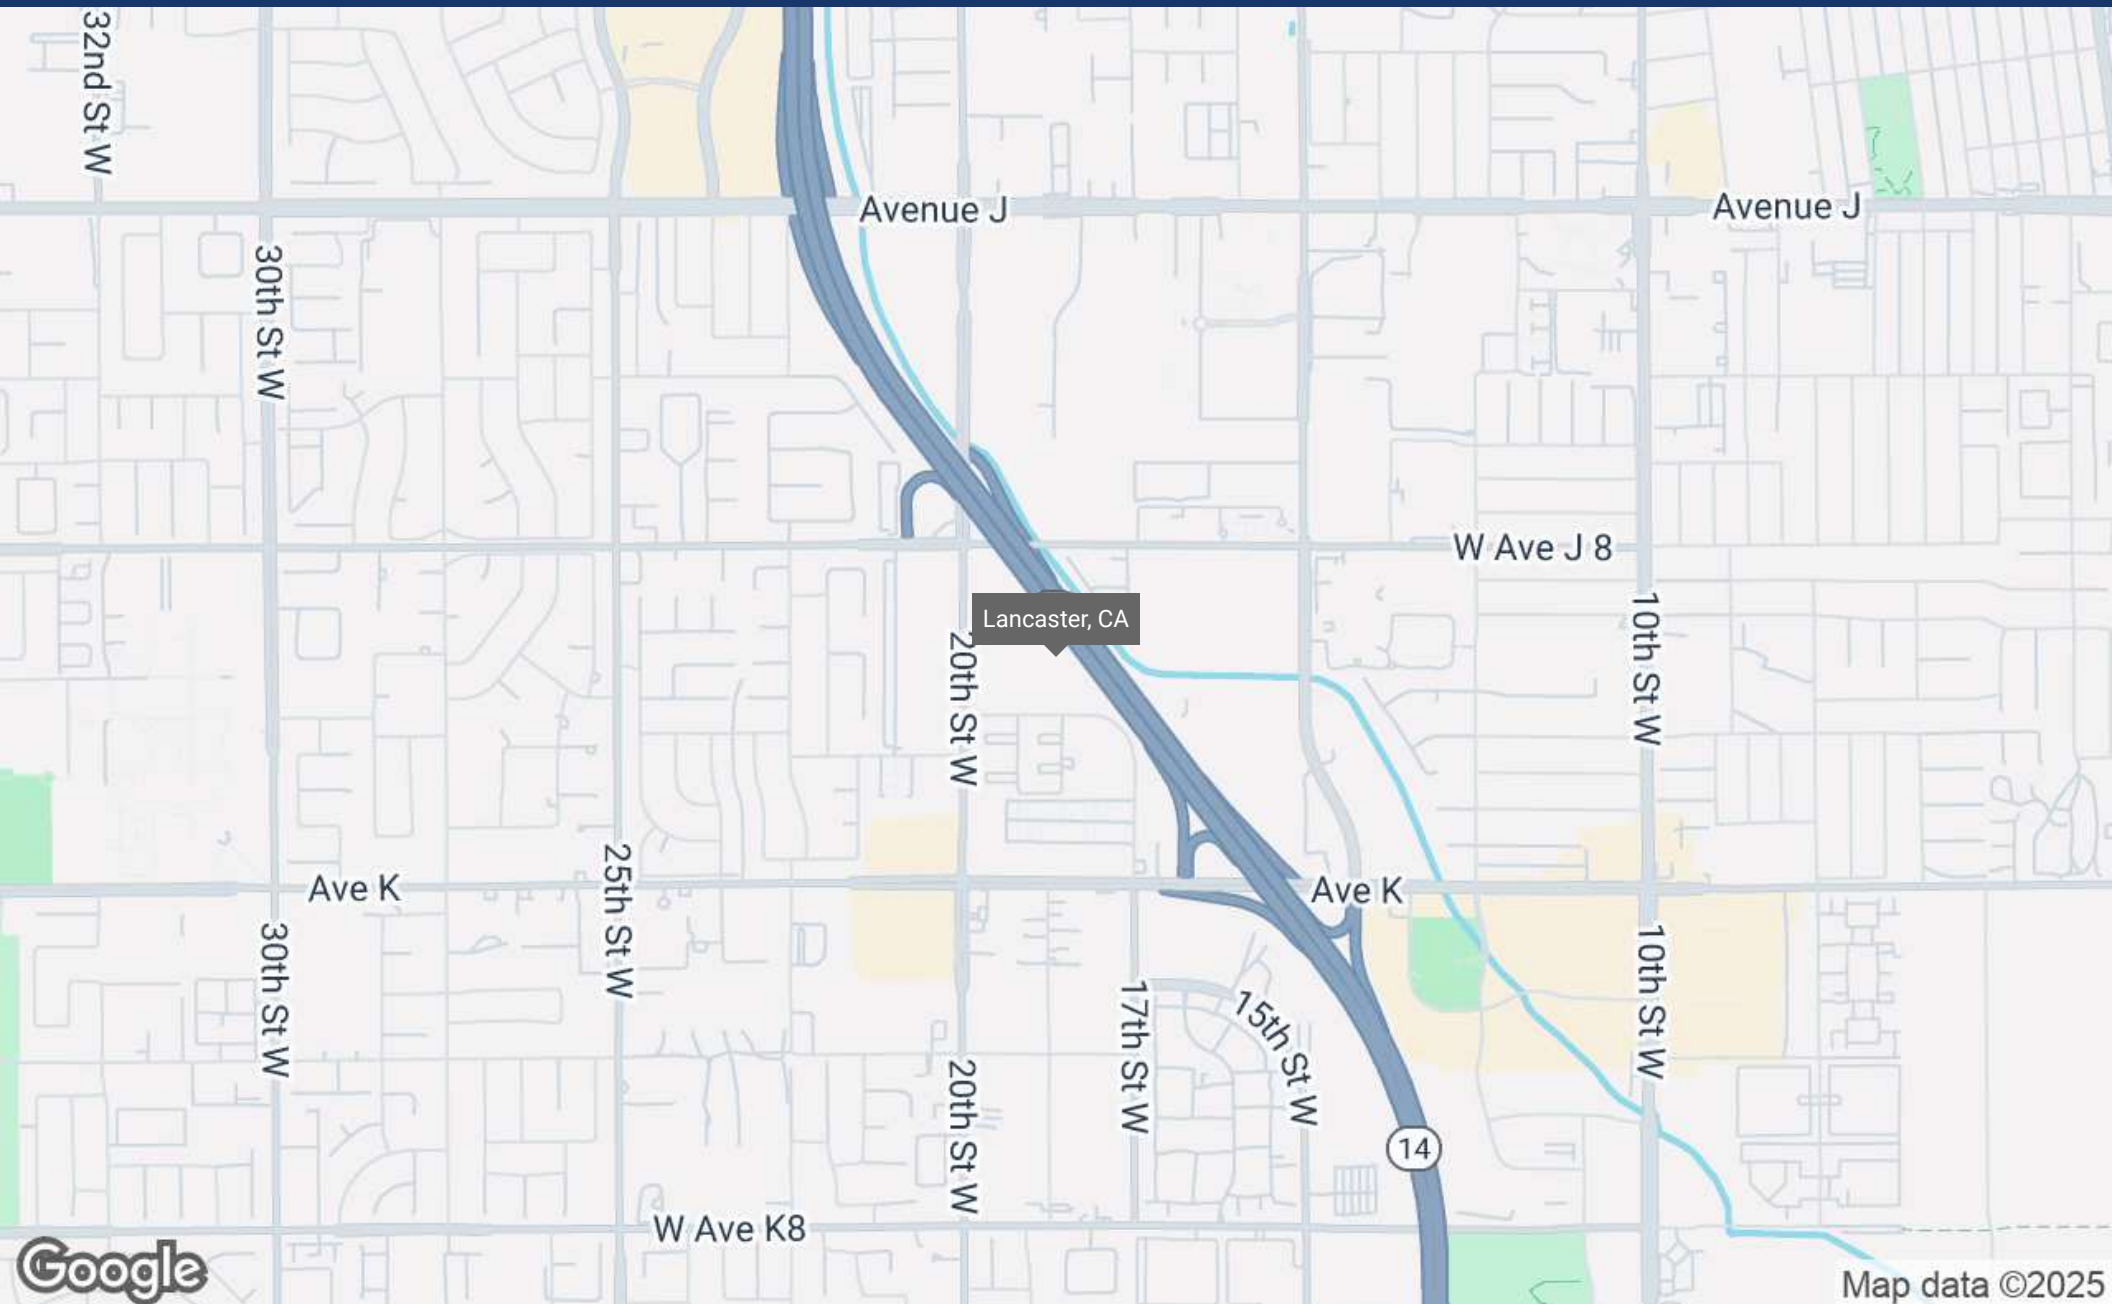 32nd St W
Avenue J
Avenue J
30th St W
W Ave J 8
10th St W
Lancaster, CA
20th St W
25th St W
Ave K
Ave K
30th St W
10th St W
17th St W
15th St W
20th St W
14
W Ave K8
Google
Map data ©2025